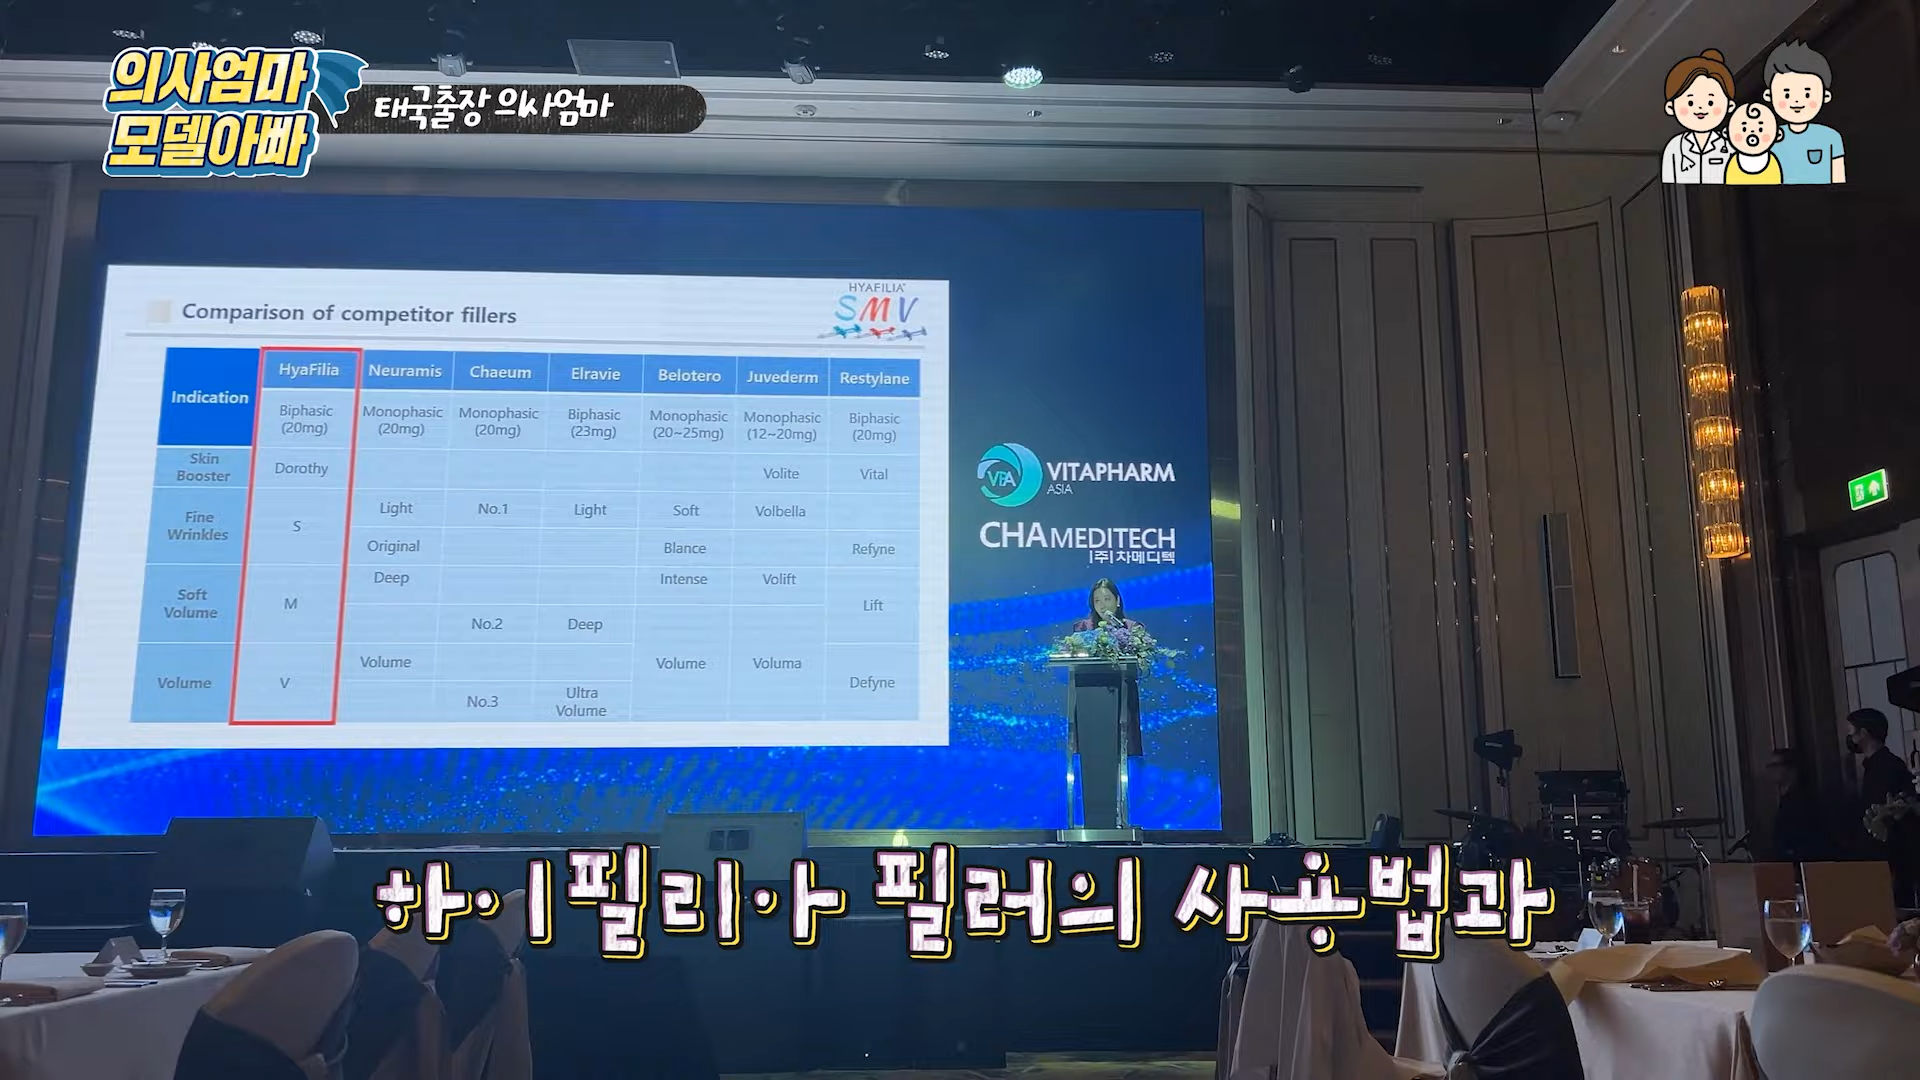 의사엄마
모델아빠
태국출장 의사엄마
Comparison of competitor fillers
HYAFILIA
SMV
Indication HyaFilia Neuramis Chaeum Elravie Belotero Juvederm Restylane
Biphasic (20mg) Monophasic (20mg) Monophasic (20mg) Biphasic (23mg) Monophasic (20~25mg) Monophasic (12~20mg) Biphasic (20mg)
Skin Booster Dorothy Volite Vital
Fine Wrinkles S Light No.1 Light Soft Volbella
Original Blance Refyne
Soft Volume M Deep Intense Volift Lift
No.2 Deep
Volume V Volume Volume Voluma Defyne
No.3 Ultra Volume
VPA VITAPHARM
ASIA
CHA MEDITECH
(주)차메디텍
하이필리아 필러의 사용법과